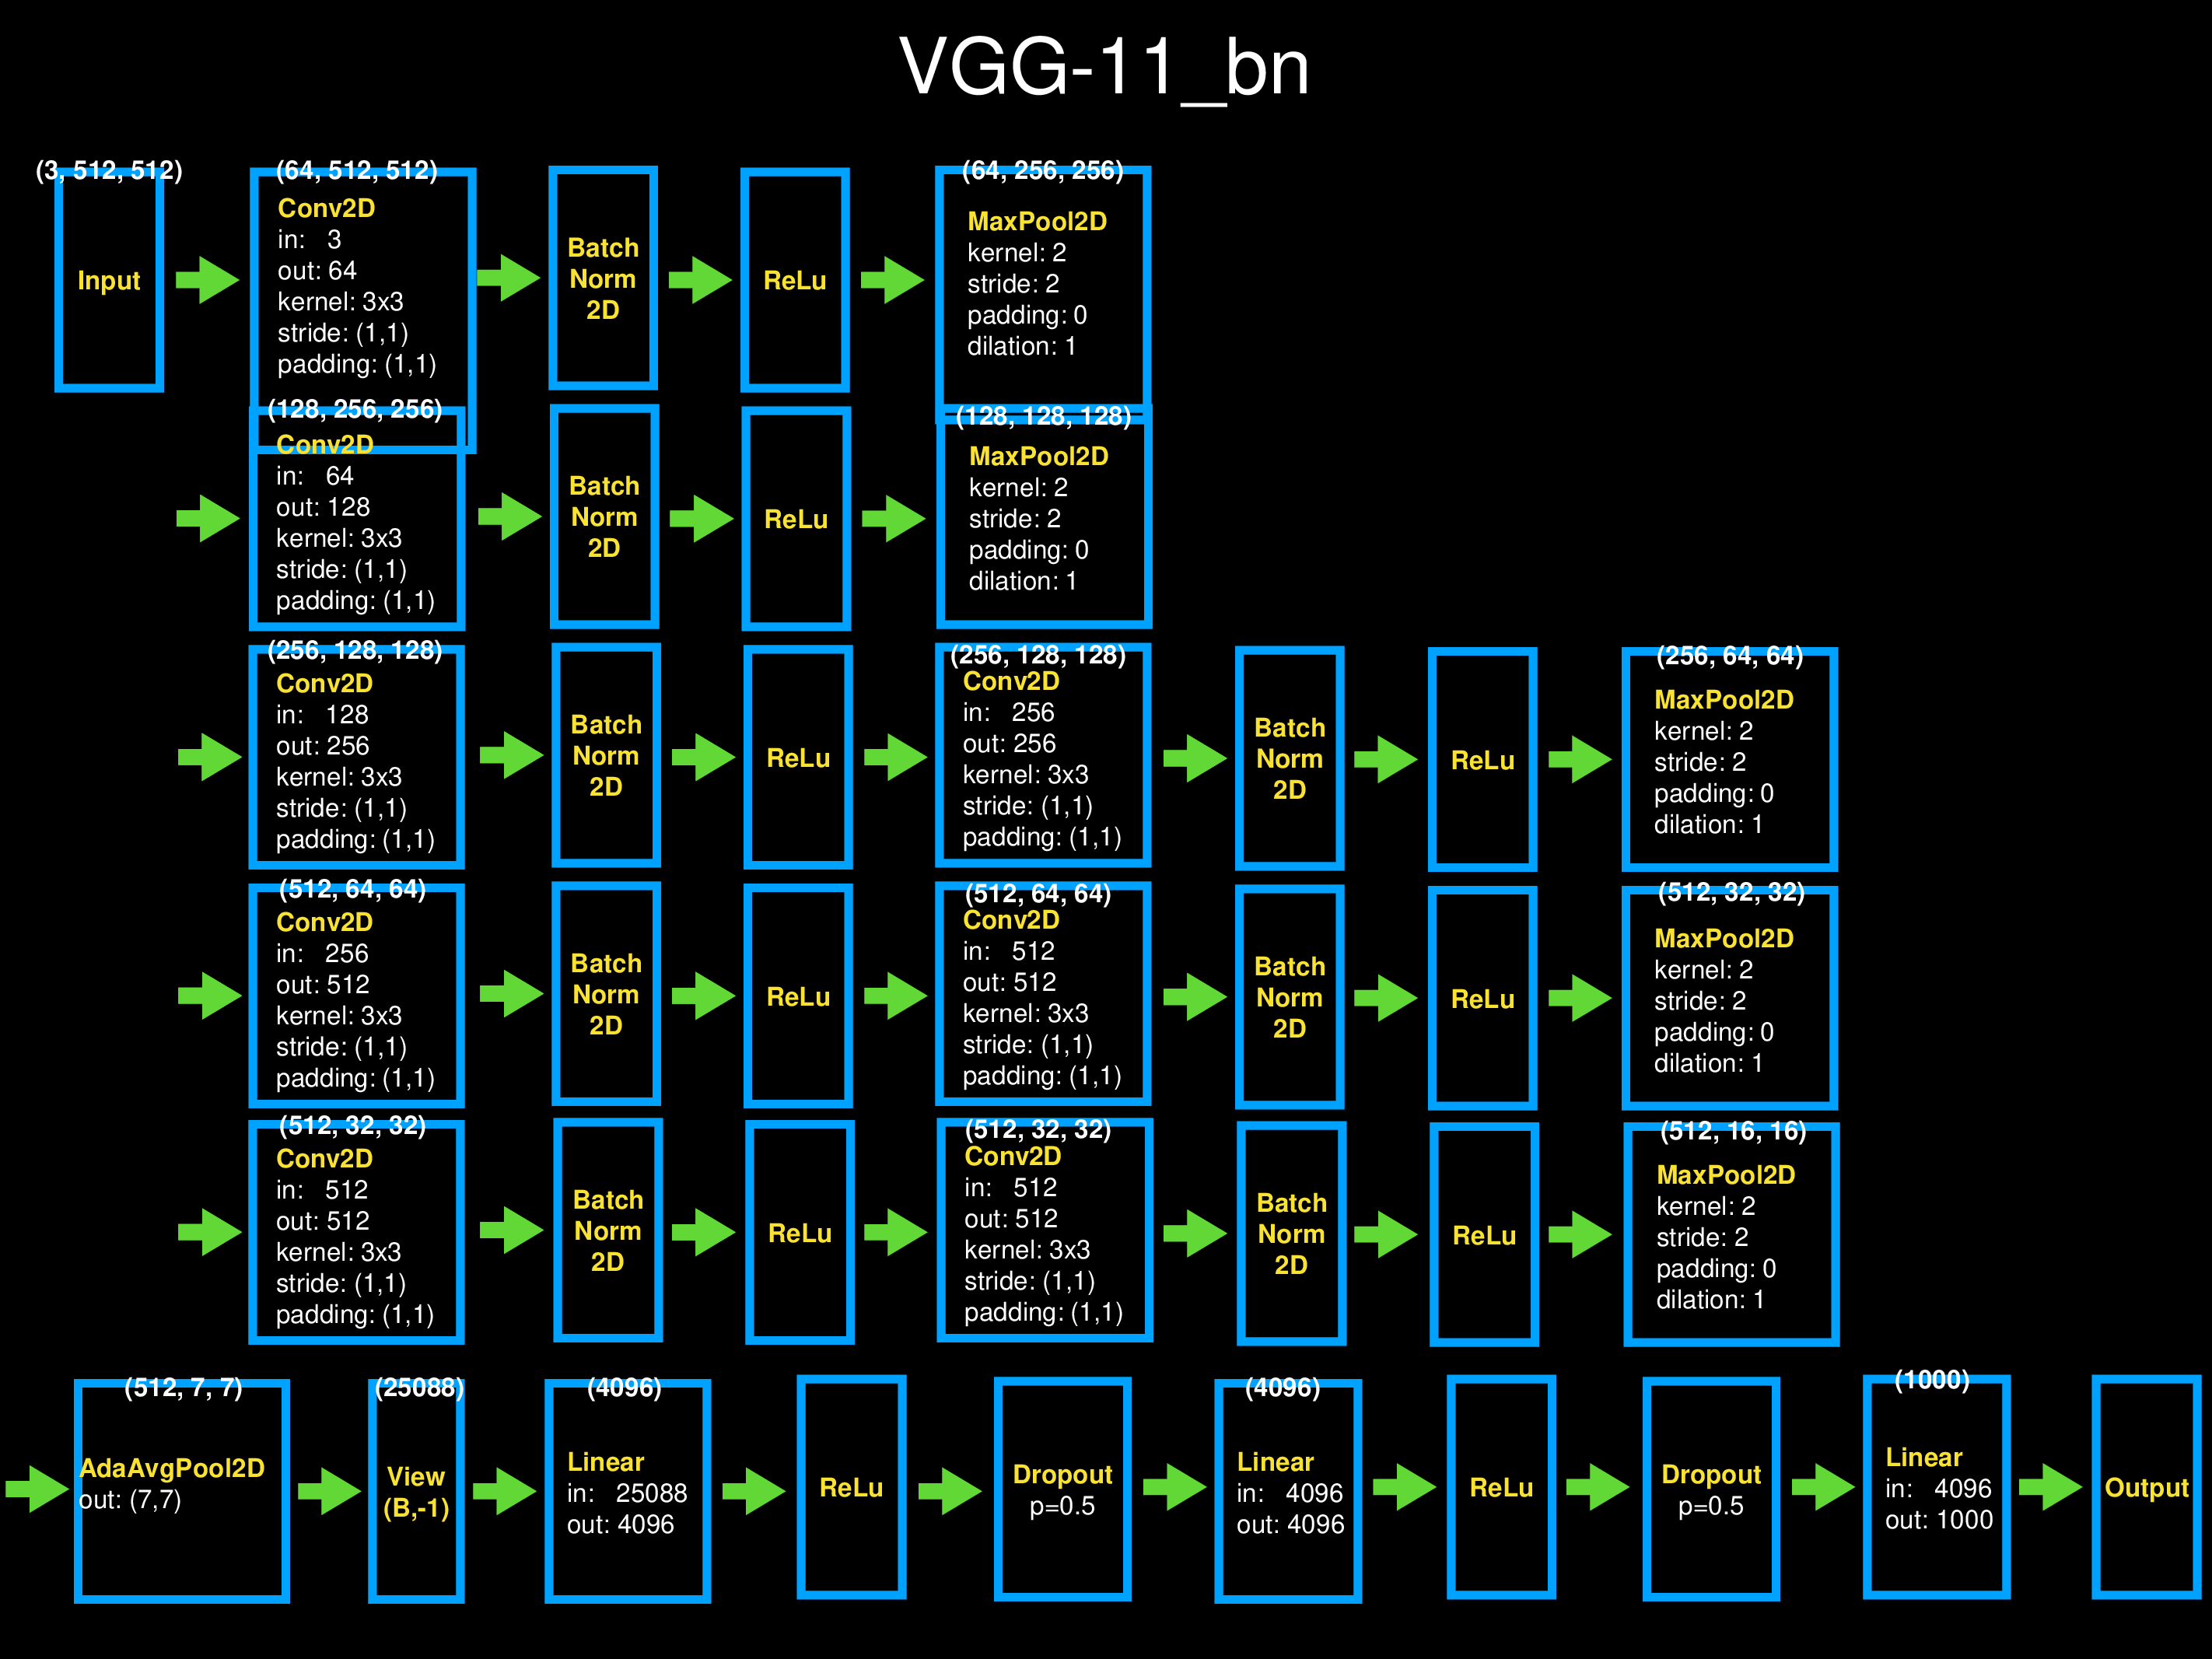 VGG-11_bn
(3, 512, 512)
Input
(64, 512, 512)
Conv2D
in: 3
out: 64
kernel: 3x3
stride: (1,1)
padding: (1,1)
Batch
Norm
2D
ReLu
(64, 256, 256)
MaxPool2D
kernel: 2
stride: 2
padding: 0
dilation: 1
(128, 256, 256)
Conv2D
in: 64
out: 128
kernel: 3x3
stride: (1,1)
padding: (1,1)
Batch
Norm
2D
ReLu
(128, 128, 128)
MaxPool2D
kernel: 2
stride: 2
padding: 0
dilation: 1
(256, 128, 128)
Conv2D
in: 128
out: 256
kernel: 3x3
stride: (1,1)
padding: (1,1)
Batch
Norm
2D
ReLu
(256, 128, 128)
Conv2D
in: 256
out: 256
kernel: 3x3
stride: (1,1)
padding: (1,1)
Batch
Norm
2D
ReLu
(256, 64, 64)
MaxPool2D
kernel: 2
stride: 2
padding: 0
dilation: 1
(512, 64, 64)
Conv2D
in: 256
out: 512
kernel: 3x3
stride: (1,1)
padding: (1,1)
Batch
Norm
2D
ReLu
(512, 64, 64)
Conv2D
in: 512
out: 512
kernel: 3x3
stride: (1,1)
padding: (1,1)
Batch
Norm
2D
ReLu
(512, 32, 32)
MaxPool2D
kernel: 2
stride: 2
padding: 0
dilation: 1
(512, 32, 32)
Conv2D
in: 512
out: 512
kernel: 3x3
stride: (1,1)
padding: (1,1)
Batch
Norm
2D
ReLu
(512, 32, 32)
Conv2D
in: 512
out: 512
kernel: 3x3
stride: (1,1)
padding: (1,1)
Batch
Norm
2D
ReLu
(512, 16, 16)
MaxPool2D
kernel: 2
stride: 2
padding: 0
dilation: 1
(512, 7, 7)
AdaAvgPool2D
out: (7,7)
(25088)
View
(B,-1)
(4096)
Linear
in: 25088
out: 4096
ReLu
Dropout
p=0.5
(4096)
Linear
in: 4096
out: 4096
ReLu
Dropout
p=0.5
(1000)
Linear
in: 4096
out: 1000
Output